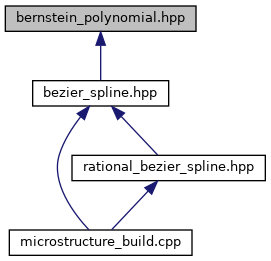 bernstein_polynomial.hpp
bezier_spline.hpp
rational_bezier_spline.hpp
microstructure_build.cpp